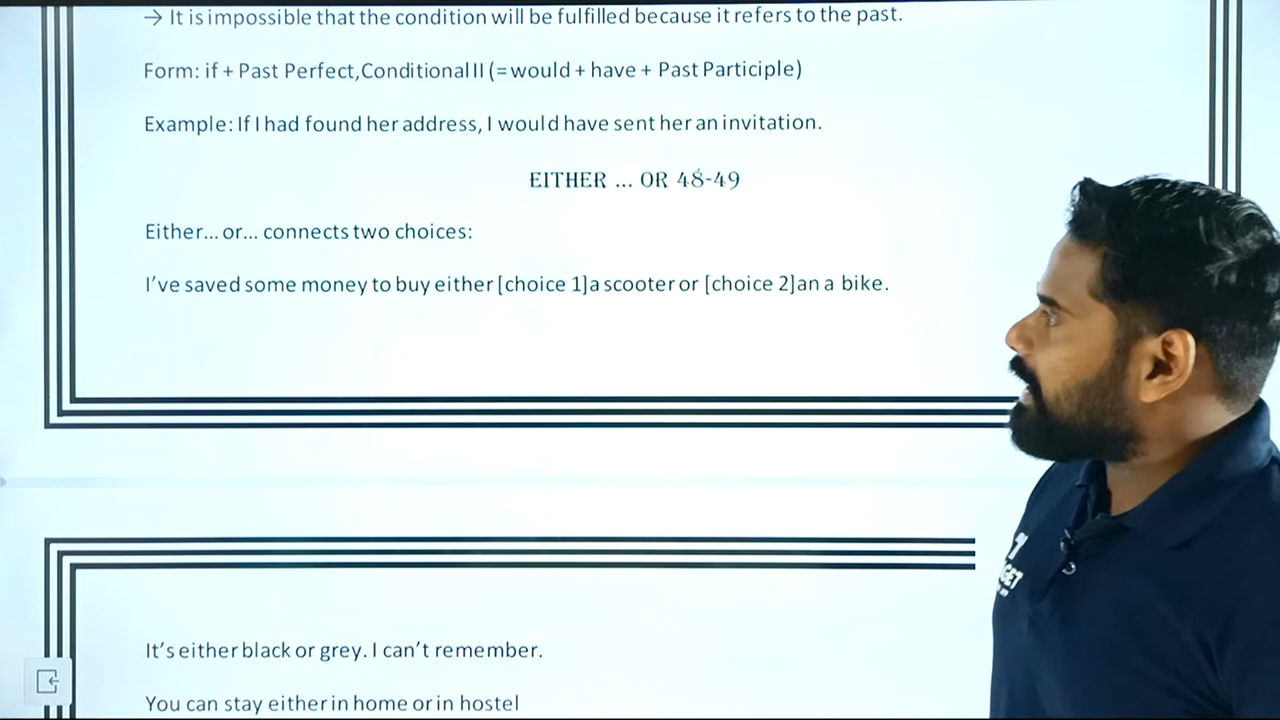 → It is impossible that the condition will be fulfilled because it refers to the past.
Form: if + Past Perfect, Conditional II (= would + have + Past Participle)
Example: If I had found her address, I would have sent her an invitation.
EITHER ... OR 48-49
Either... or... connects two choices:
I've saved some money to buy either [choice 1]a scooter or [choice 2]an a bike.
It's either black or grey. I can't remember.
You can stay either in home or in hostel